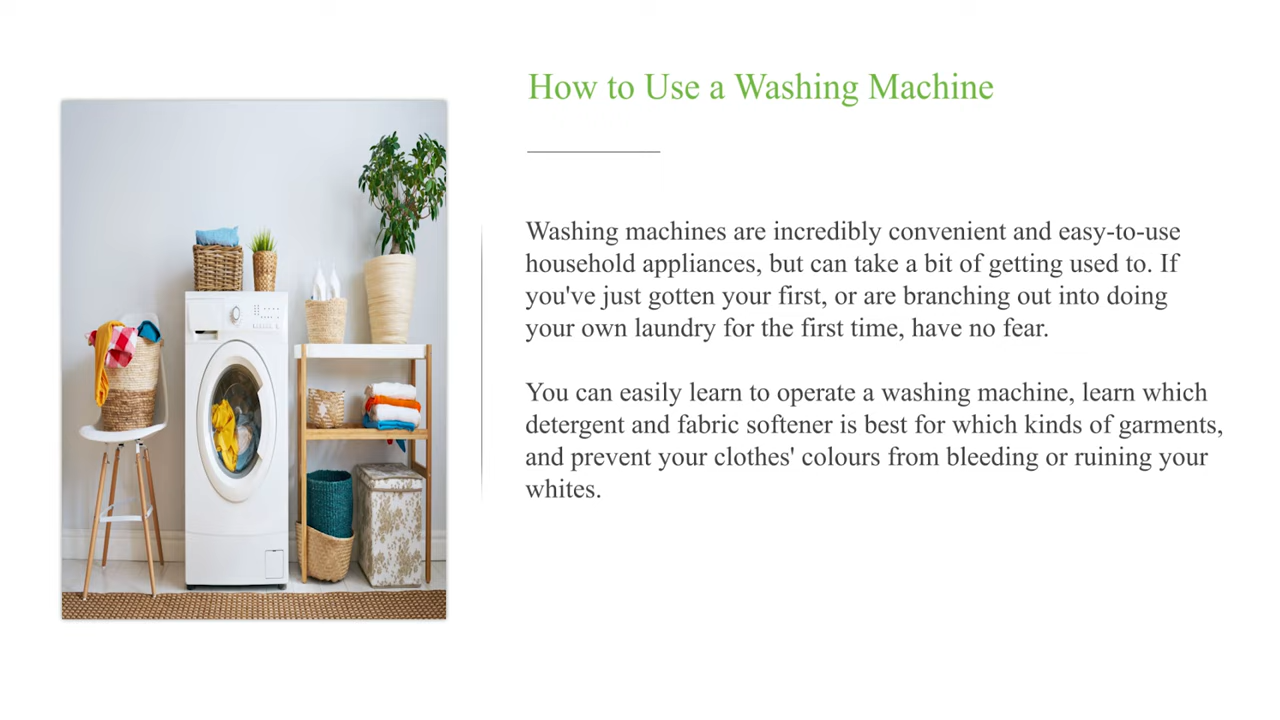 How to Use a Washing Machine
Washing machines are incredibly convenient and easy-to-use
household appliances, but can take a bit of getting used to. If
you've just gotten your first, or are branching out into doing
your own laundry for the first time, have no fear.
You can easily learn to operate a washing machine, learn which
detergent and fabric softener is best for which kinds of garments,
and prevent your clothes' colours from bleeding or ruining your
whites.